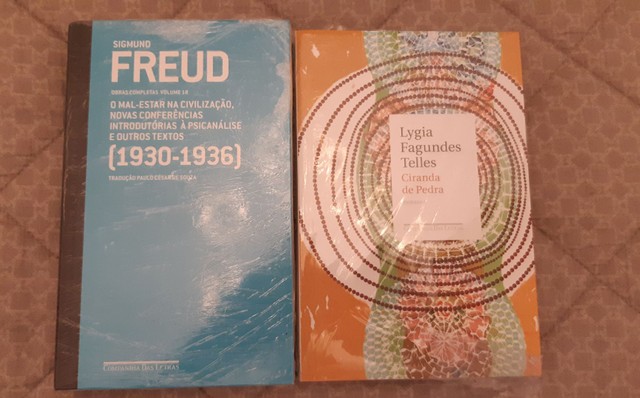 SIGMUND
FREUD
OBRAS COMPLETAS VOLUME 18
O MAL-ESTAR NA CIVILIZAÇÃO,
NOVAS CONFERÊNCIAS
INTRODUTÓRIAS À PSICANÁLISE
E OUTROS TEXTOS
(1930-1936)
TRADUÇÃO PAULO CÉSAR DE SOUZA
COMPANHIA DAS LETRAS
Lygia
Fagundes
Telles
Ciranda
de Pedra